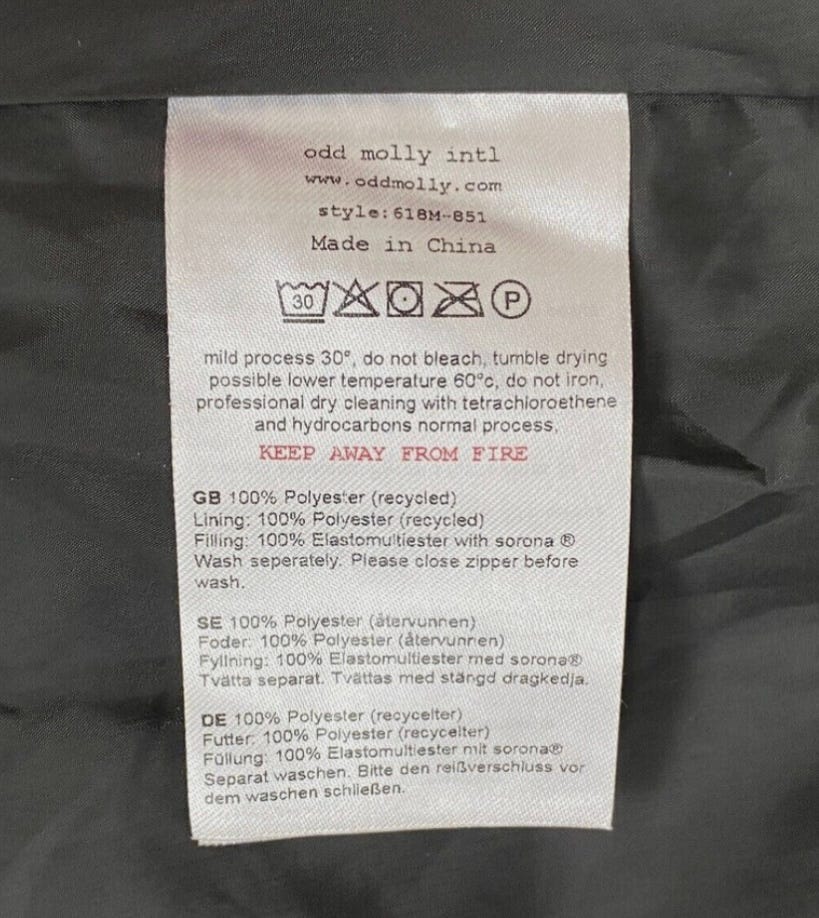 odd molly intl
www.oddmolly.com
style:618M-851
Made in China
30 P
mild process 30°, do not bleach, tumble drying
possible lower temperature 60°c, do not iron,
professional dry cleaning with tetrachloroethene
and hydrocarbons normal process,
KEEP AWAY FROM FIRE
GB 100% Polyester (recycled)
Lining: 100% Polyester (recycled)
Filling: 100% Elastomultiester with sorona ®
Wash seperately. Please close zipper before
wash.
SE 100% Polyester (återvunnen)
Foder: 100% Polyester (återvunnen)
Fyllning: 100% Elastomultiester med sorona®
Tvätta separat. Tvättas med stängd dragkedja.
DE 100% Polyester (recycelter)
Futter: 100% Polyester (recycelter)
Füllung: 100% Elastomultiester mit sorona®
Separat waschen. Bitte den reißverschluss vor
dem waschen schließen.